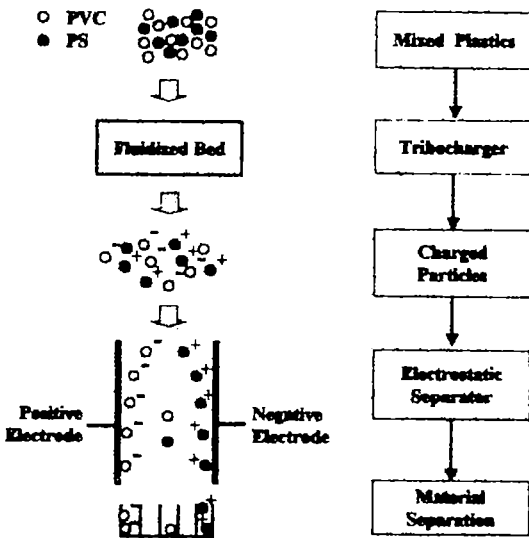 PVC
PS
Fluidized Bed
Positive
Electrode
Negative
Electrode
Mixed Plastics
Tribocharger
Charged
Particles
Electrostatic
Separator
Material
Separation